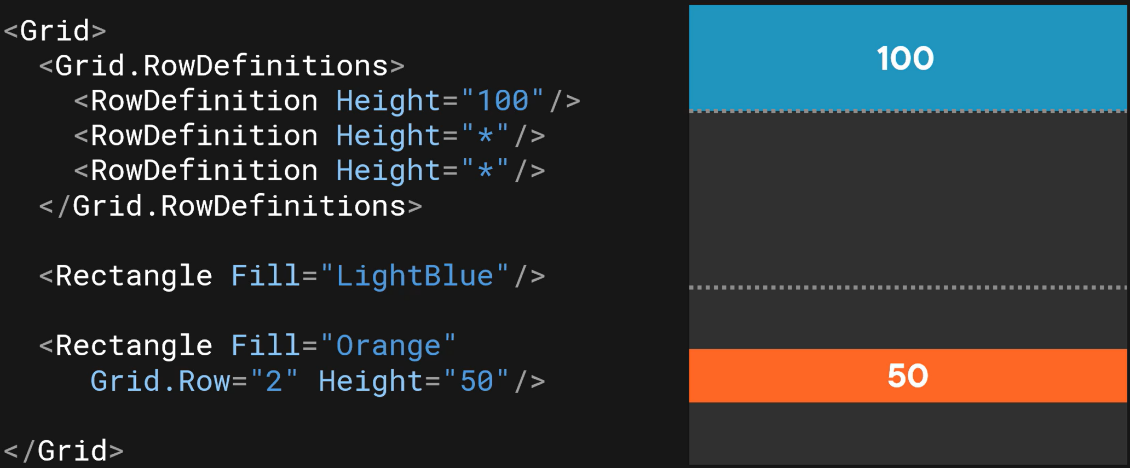 <Grid>
<Grid.RowDefinitions>
<RowDefinition Height="100"/>
<RowDefinition Height="*"/>
<RowDefinition Height="*"/>
</Grid.RowDefinitions>
<Rectangle Fill="LightBlue"/>
<Rectangle Fill="Orange"
Grid.Row="2" Height="50"/>
</Grid>
100
50